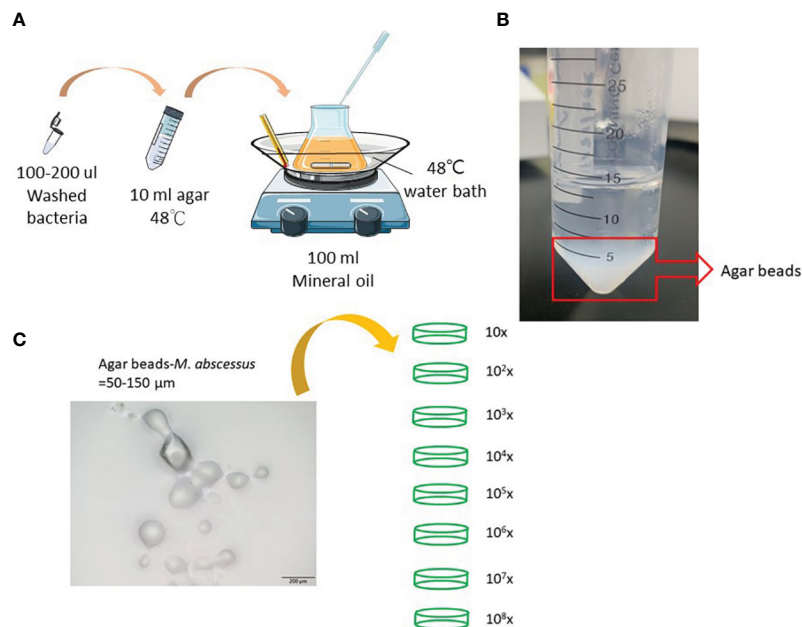 A
100-200 ul
Washed
bacteria
10 ml agar
48℃
48℃
water bath
100 ml
Mineral oil
B
25
20
15
10
5
Agar beads
C
Agar beads-M. abscessus
=50-150 μm
200 μm
10x
10²x
10³x
10⁴x
10⁵x
10⁶x
10⁷x
10⁸x